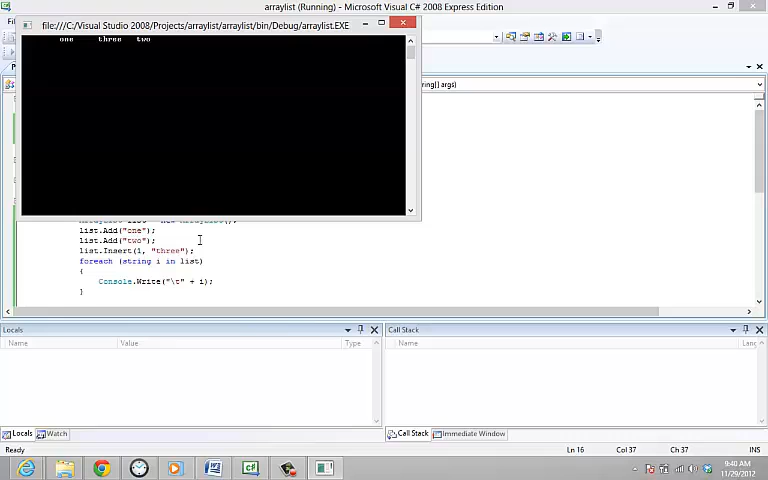 arraylist (Running) - Microsoft Visual C# 2008 Express Edition
file:///C:/Visual Studio 2008/Projects/arraylist/arraylist/bin/Debug/arraylist.EXE
one three two
ring[] args)
list.Add("one");
list.Add("two");
list.Insert(1, "three");
foreach (string i in list)
{
Console.Write("\t" + i);
}
Locals
Call Stack
Name Value Type
Name Lang
Locals Watch
Call Stack Immediate Window
Ready Ln 16 Col 37 Ch 37 INS
9:40 AM
11/29/2012